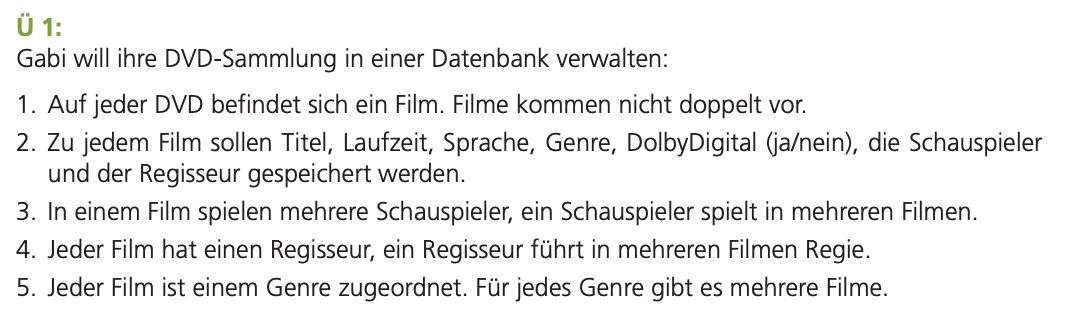 Ü 1:
Gabi will ihre DVD-Sammlung in einer Datenbank verwalten:
1. Auf jeder DVD befindet sich ein Film. Filme kommen nicht doppelt vor.
2. Zu jedem Film sollen Titel, Laufzeit, Sprache, Genre, DolbyDigital (ja/nein), die Schauspieler
und der Regisseur gespeichert werden.
3. In einem Film spielen mehrere Schauspieler, ein Schauspieler spielt in mehreren Filmen.
4. Jeder Film hat einen Regisseur, ein Regisseur führt in mehreren Filmen Regie.
5. Jeder Film ist einem Genre zugeordnet. Für jedes Genre gibt es mehrere Filme.